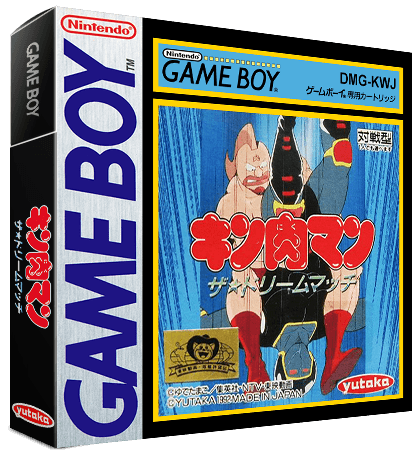 Nintendo
GAME BOY
キン肉マン
ザ★ドリームマッチ
yutaka
Nintendo
GAME BOY™
Nintendo
GAME BOY®
DMG-KWJ
ゲームボーイ®専用カートリッジ
対戦型
キン肉マン
ザ★ドリームマッチ
©ゆでたまご/集英社・NTV・東映動画
©YUTAKA 1992 MADE IN JAPAN
yutaka